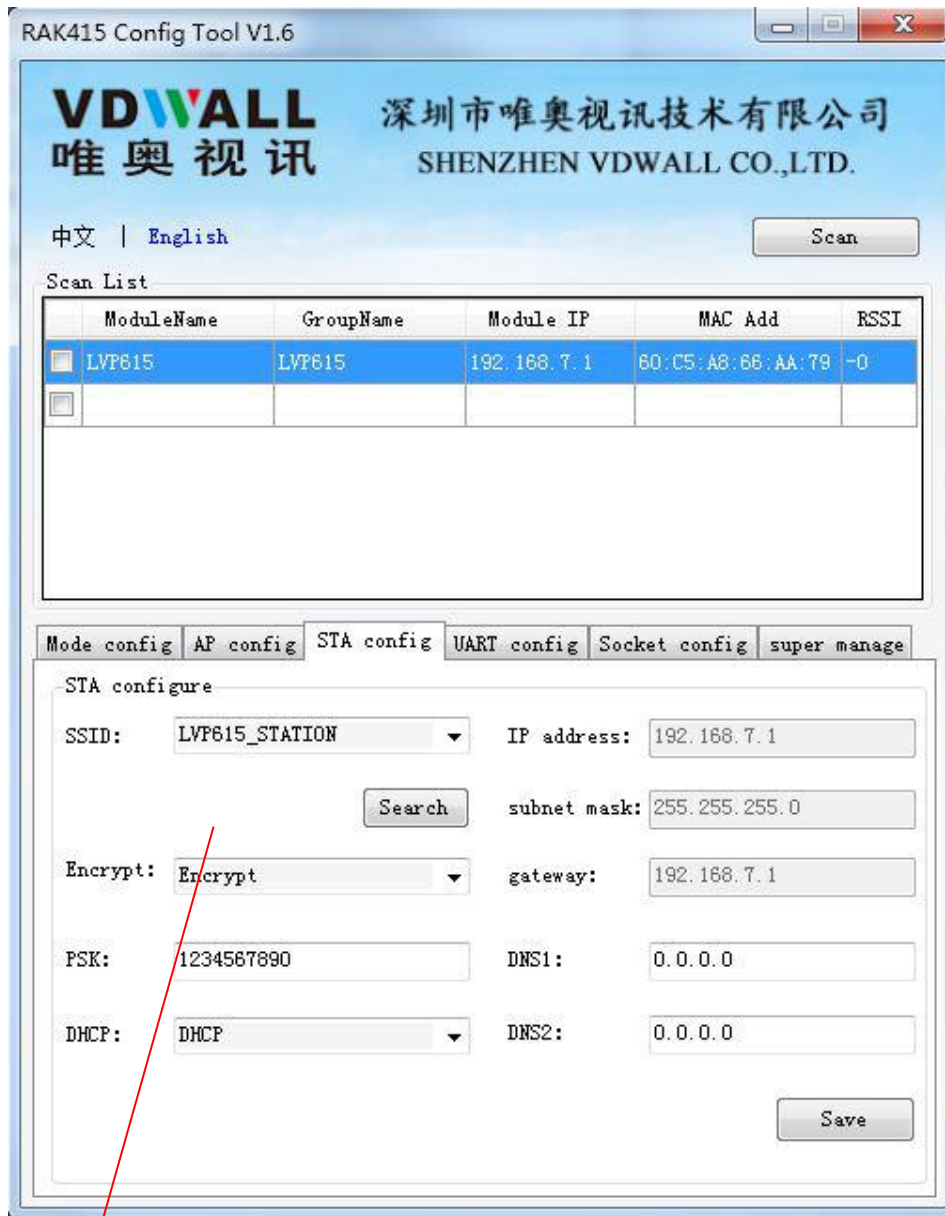 RAK415 Config Tool V1.6
VDWALL 深圳市唯奥视讯技术有限公司
唯奥视讯 SHENZHEN VDWALL CO.,LTD.
中文 | English Scan
Scan List
ModuleName GroupName Module IP MAC Add RSSI
LVP615 LVP615 192.168.7.1 60:C5:A8:66:AA:79 -0
Mode config AP config STA config UART config Socket config super manage
STA configure
SSID: LVP615_STATION IP address: 192.168.7.1
Search subnet mask: 255.255.255.0
Encrypt: Encrypt gateway: 192.168.7.1
PSK: 1234567890 DNS1: 0.0.0.0
DHCP: DHCP DNS2: 0.0.0.0
Save